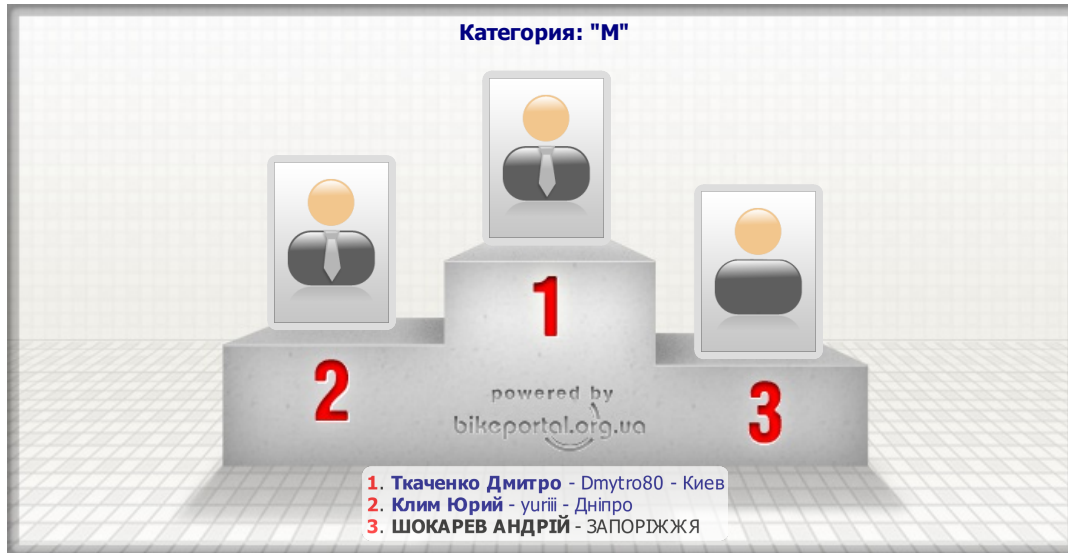 Категория: "М"
1
2
3
powered by
bikeportal.org.ua
1. Ткаченко Дмитро - Dmytro80 - Киев
2. Клим Юрий - yuriii - Дніпро
3. ШОКАРЕВ АНДРІЙ - ЗАПОРІЖЖЯ